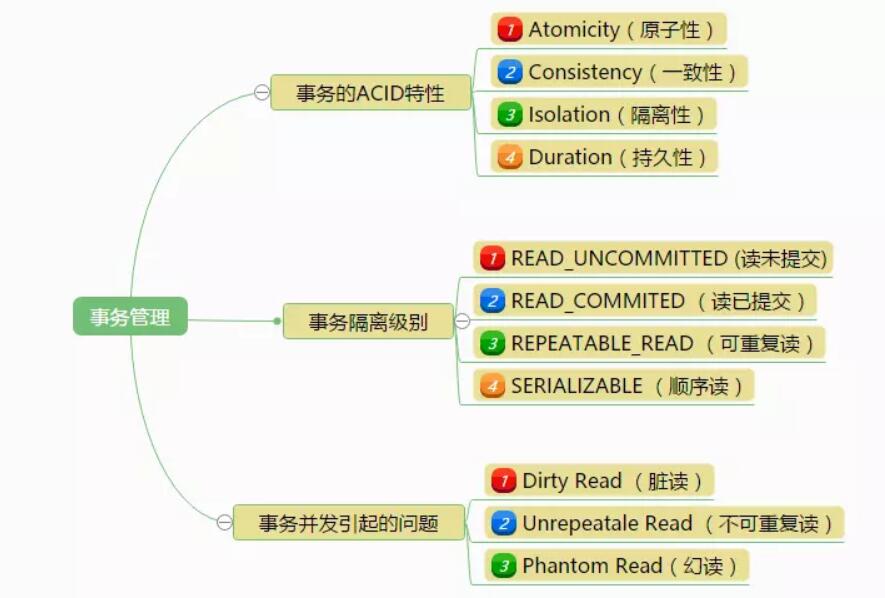 事务管理
事务的ACID特性
1 Atomicity（原子性）
2 Consistency（一致性）
3 Isolation（隔离性）
4 Duration（持久性）
事务隔离级别
1 READ_UNCOMMITTED (读未提交)
2 READ_COMMITED （读已提交）
3 REPEATABLE_READ （可重复读）
4 SERIALIZABLE （顺序读）
事务并发引起的问题
1 Dirty Read （脏读）
2 Unrepeatale Read （不可重复读）
3 Phantom Read（幻读）